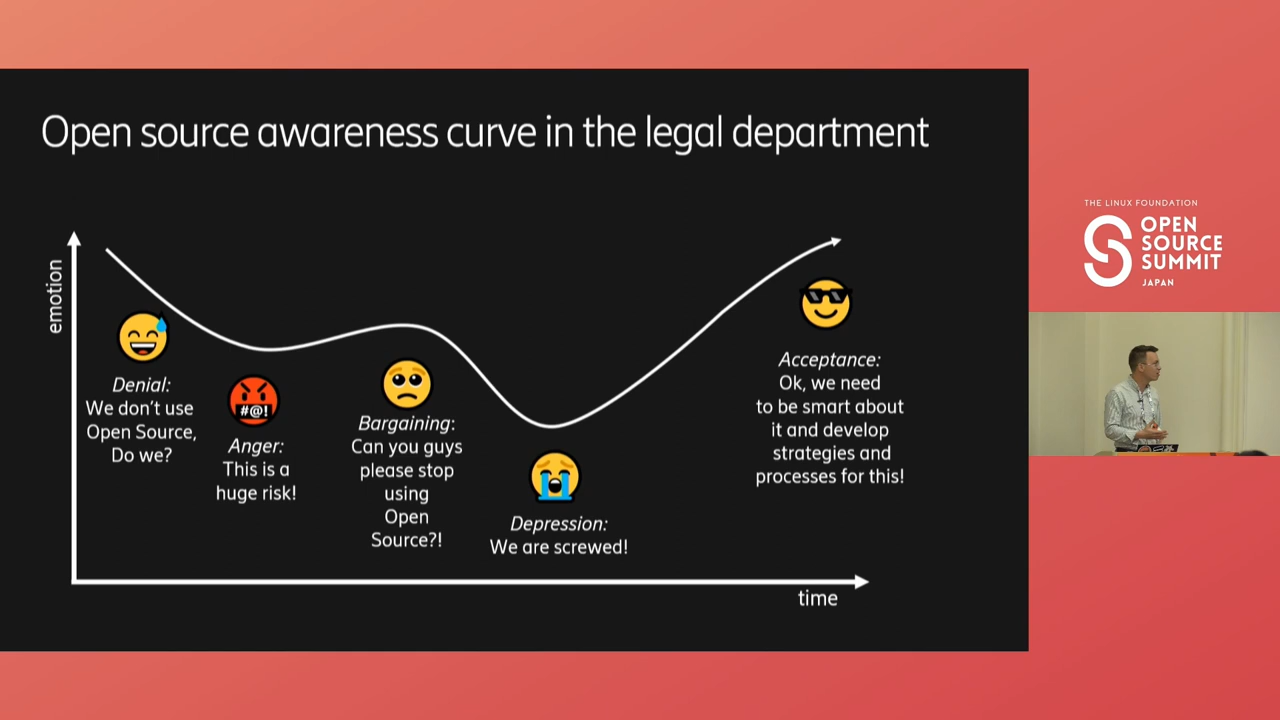 Open source awareness curve in the legal department
emotion
Denial:
We don't use
Open Source,
Do we?
#@!
Anger:
This is a
huge risk!
Bargaining:
Can you guys
please stop
using
Open
Source?!
Depression:
We are screwed!
Acceptance:
Ok, we need
to be smart about
it and develop
strategies and
processes for this!
time
THE LINUX FOUNDATION
OPEN
SOURCE
SUMMIT
JAPAN